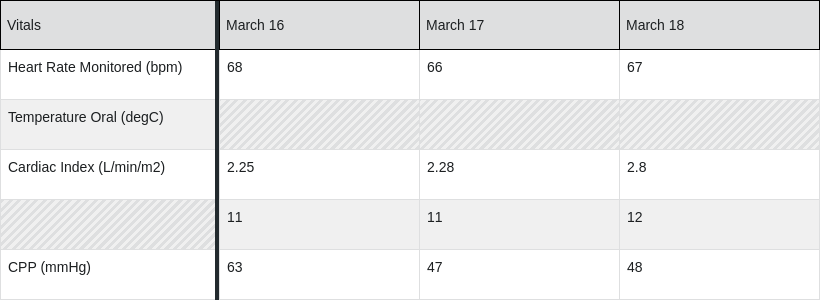 Vitals March 16 March 17 March 18
Heart Rate Monitored (bpm) 68 66 67
Temperature Oral (degC)
Cardiac Index (L/min/m2) 2.25 2.28 2.8
11 11 12
CPP (mmHg) 63 47 48